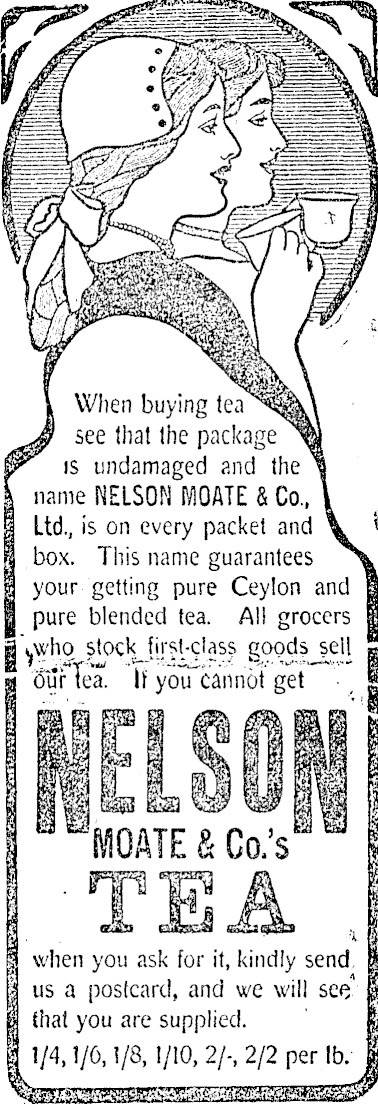 When buying tea
see that the package
is undamaged and the
name NELSON MOATE & Co.,
Ltd., is on every packet and
box. This name guarantees
your getting pure Ceylon and
pure blended tea. All grocers
who stock first-class goods sell
our tea. If you cannot get
NELSON
MOATE & Co.'s
TEA
when you ask for it, kindly send
us a postcard, and we will see
that you are supplied.
1/4, 1/6, 1/8, 1/10, 2/-, 2/2 per lb.